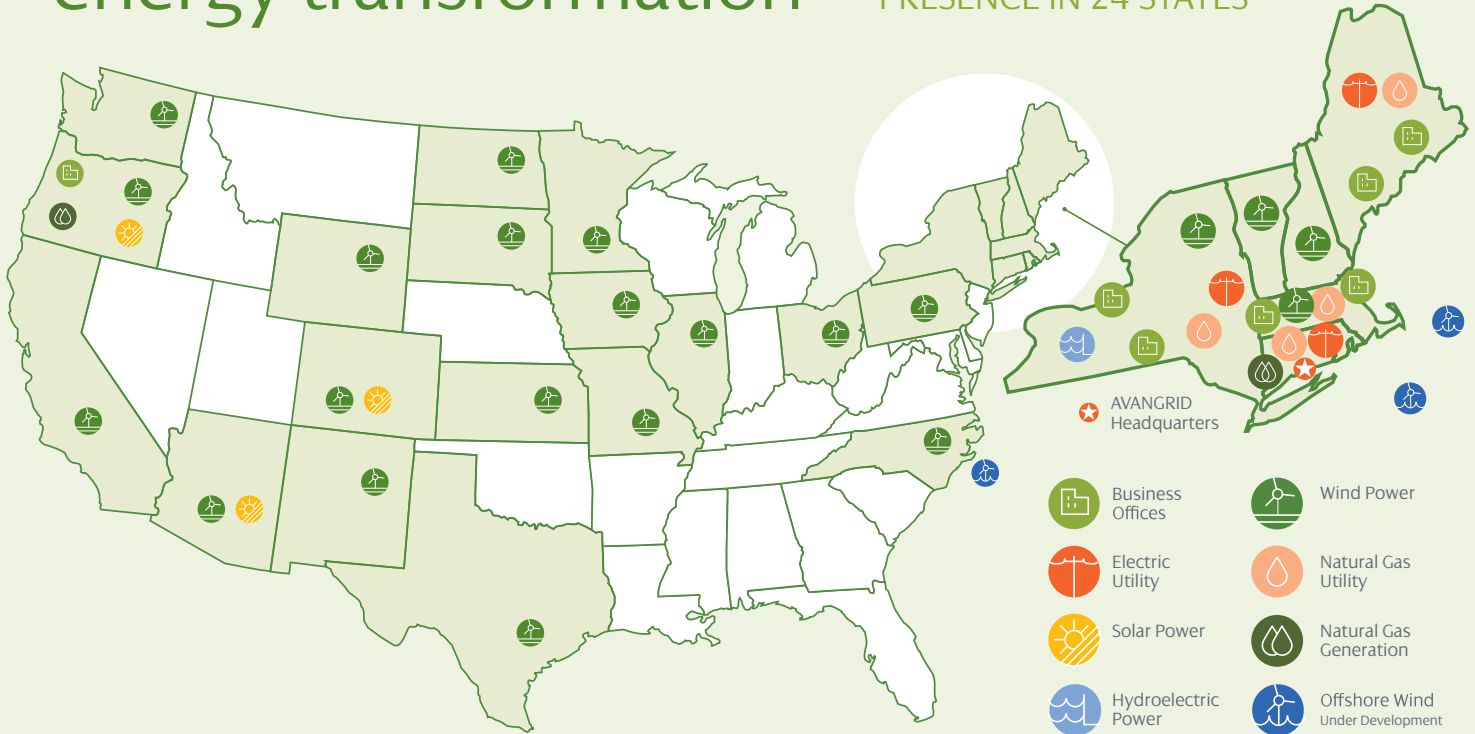 energy transformation
PRESENCE IN 24 STATES
AVANGRID
Headquarters
Business
Offices
Wind Power
Electric
Utility
Natural Gas
Utility
Solar Power
Natural Gas
Generation
Hydroelectric
Power
Offshore Wind
Under Development